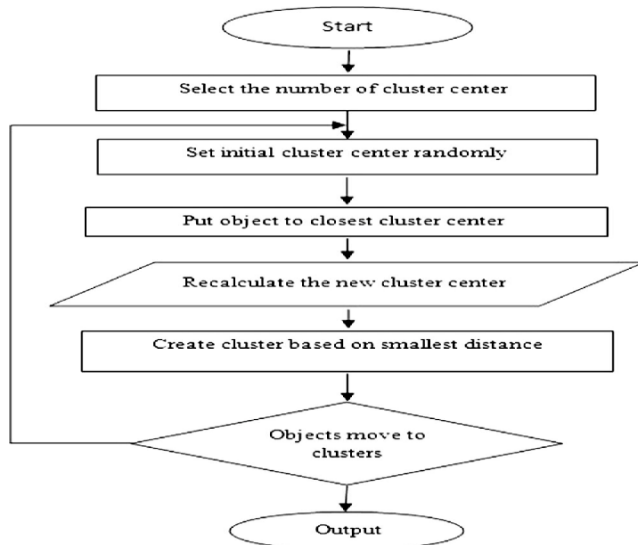 Start
Select the number of cluster center
Set initial cluster center randomly
Put object to closest cluster center
Recalculate the new cluster center
Create cluster based on smallest distance
Objects move to
clusters
Output